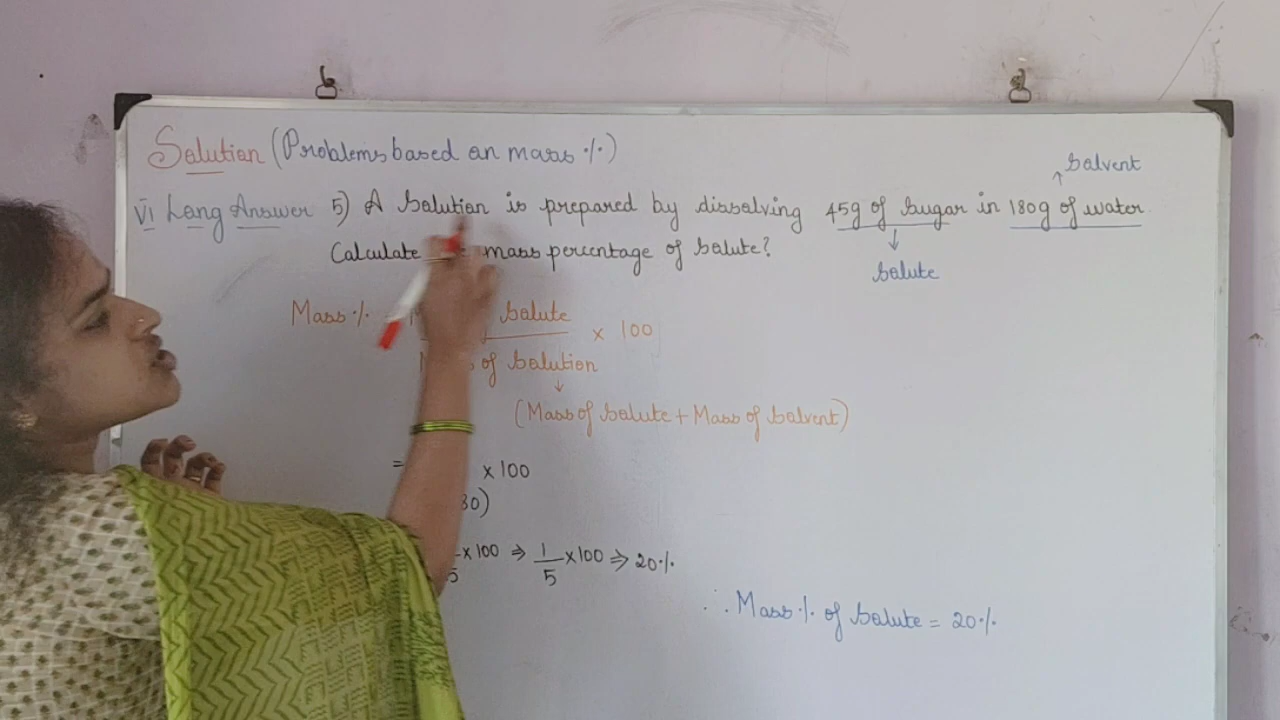 Solution (Problems based on mass %)
Solvent
VI Long Answer 5) A Solution is prepared by dissolving 45g of Sugar in 180g of water.
Calculate mass percentage of Solute?
Solute
Mass % Solute
× 100
of Solution
(Mass of Solute + Mass of Solvent)
= × 100
80)
5 × 100 ⇒ 1/5 × 100 ⇒ 20%
∴ Mass % of Solute = 20%